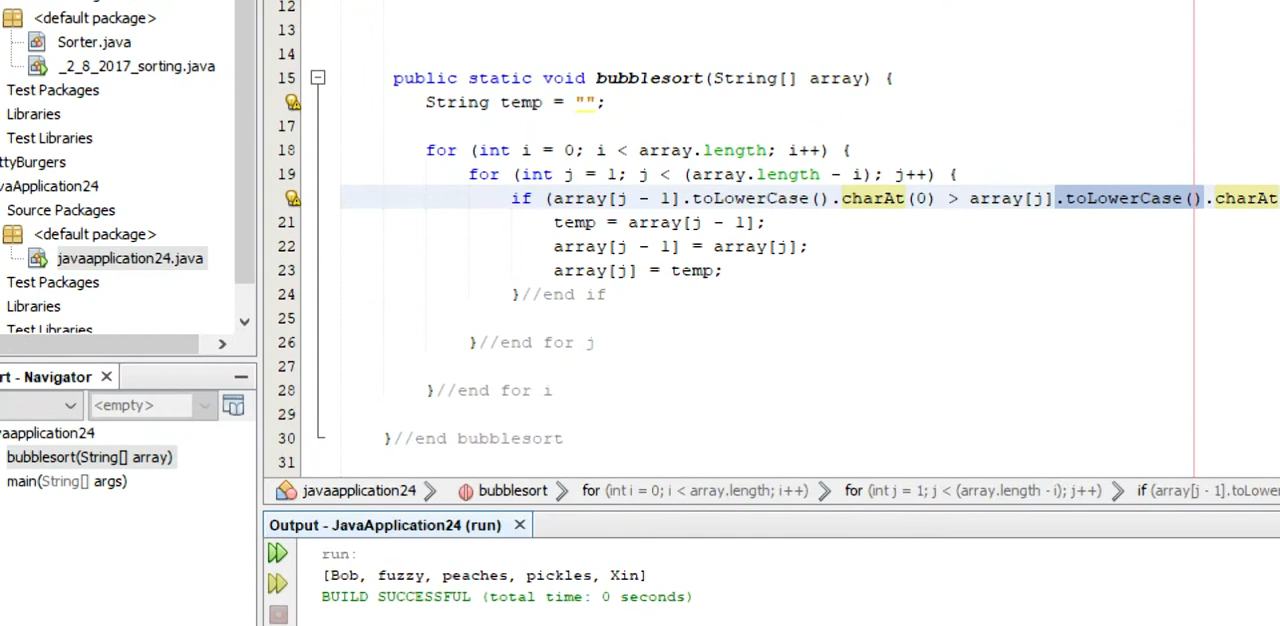 <default package>
Sorter.java
_2_8_2017_sorting.java
Test Packages
Libraries
Test Libraries
ttyBurgers
vaApplication24
Source Packages
<default package>
javaapplication24.java
Test Packages
Libraries
Test Libraries
rt - Navigator
<empty>
vaapplication24
bubblesort(String[] array)
main(String[] args)
12
13
14
15 public static void bubblesort(String[] array) {
String temp = "";
17
18 for (int i = 0; i < array.length; i++) {
19 for (int j = 1; j < (array.length - i); j++) {
if (array[j - 1].toLowerCase().charAt(0) > array[j].toLowerCase().charAt
21 temp = array[j - 1];
22 array[j - 1] = array[j];
23 array[j] = temp;
24 }//end if
25
26 }//end for j
27
28 }//end for i
29
30 }//end bubblesort
31
javaapplication24 bubblesort for (int i = 0; i < array.length; i++) for (int j = 1; j < (array.length - i); j++) if (array[j - 1].toLower
Output - JavaApplication24 (run)
run:
[Bob, fuzzy, peaches, pickles, Xin]
BUILD SUCCESSFUL (total time: 0 seconds)